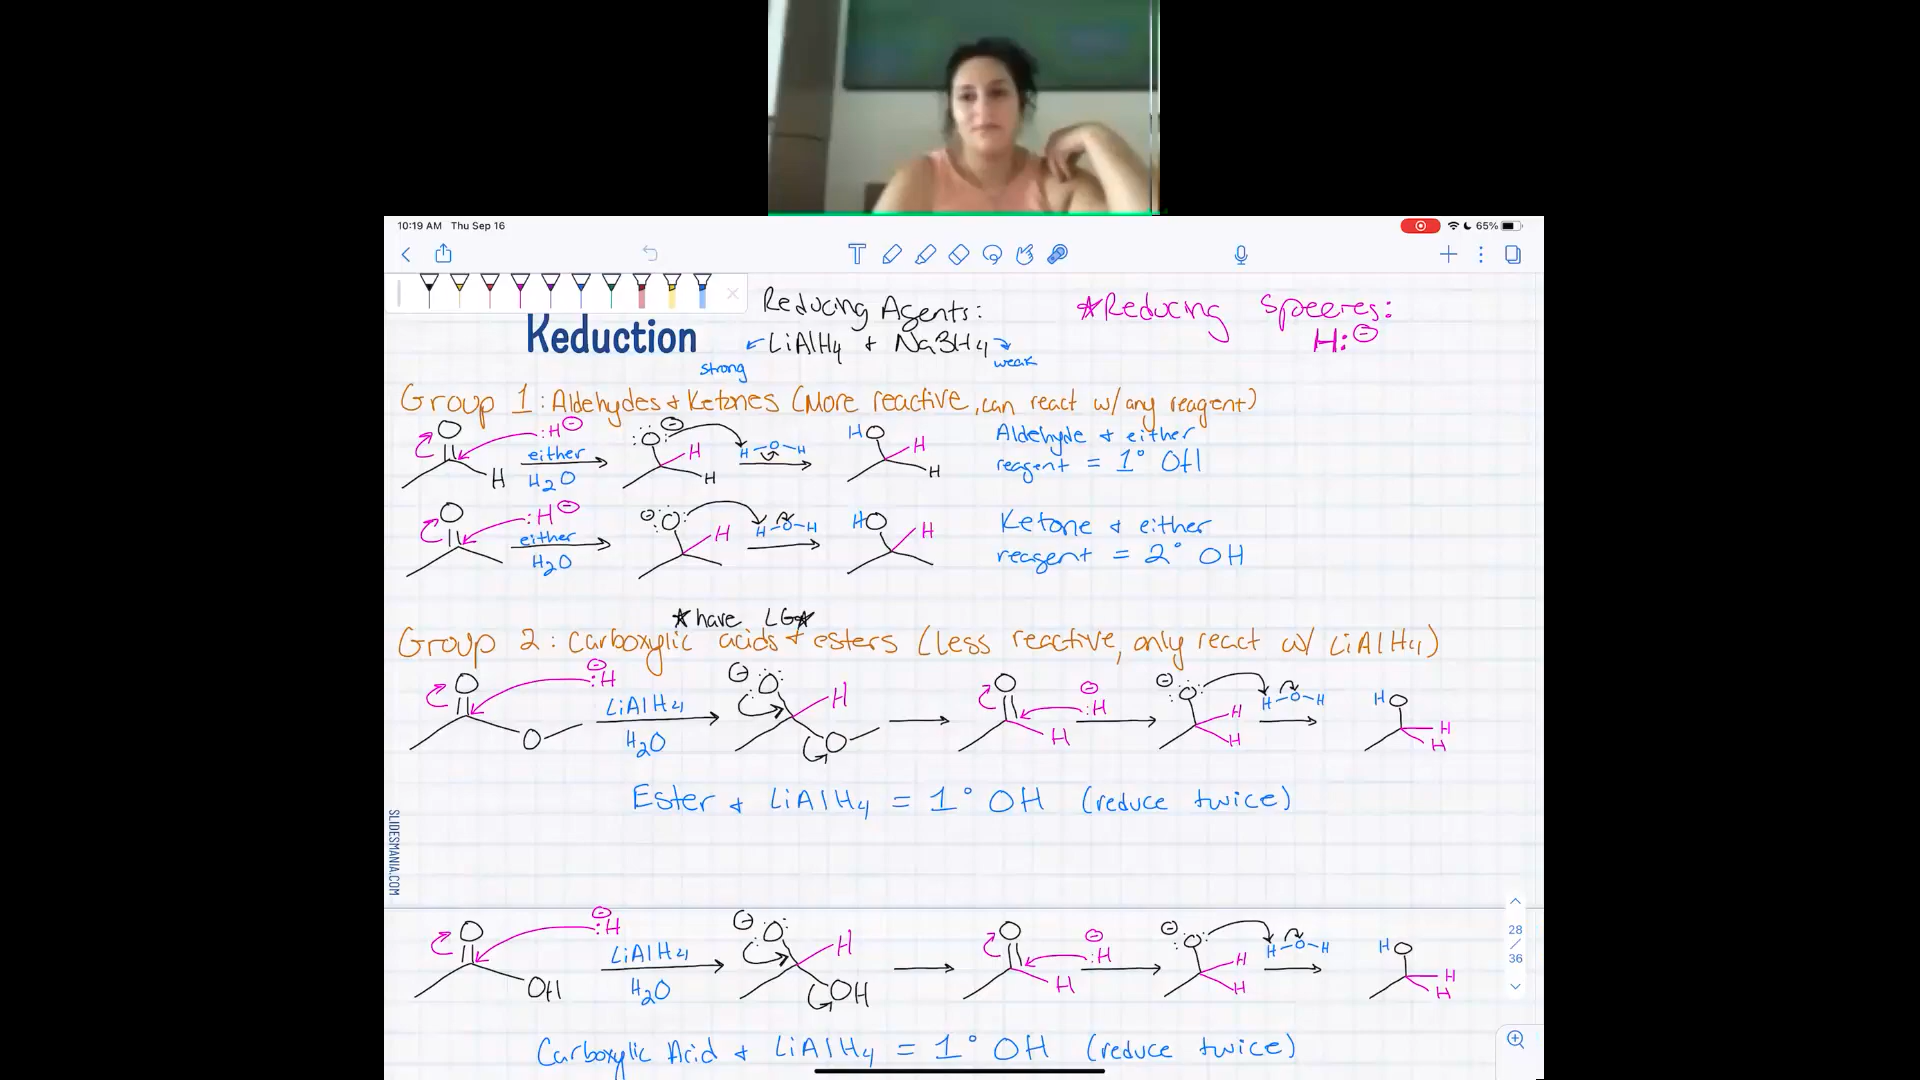 10:19 AM Thu Sep 16
65%
T
Reducing Agents:
*Reducing Speeres:
H:⊖
Reduction
LiAlH4 + NaBH4
strong
weak
Group 1: Aldehydes + Ketones (More reactive, can react w/ any reagent)
O :H⊖ ⊖ H O H
either O H H-O-H H
H H2O H H
Aldehyde + either
reagent = 1° OH
O :H⊖ ⊖ O H H-O-H H O H
either
H2O
Ketone + either
reagent = 2° OH
*have LG*
Group 2: Carboxylic acids + esters (Less reactive, only react w/ LiAlH4)
O ⊖ :H ⊖ O H O ⊖ :H ⊖ O H H-O-H H O H
LiAlH4
O H2O O H H H
Ester + LiAlH4 = 1° OH (reduce twice)
SLIDESMANIA.COM
O ⊖ :H ⊖ O H O ⊖ :H ⊖ O H H-O-H H O H
LiAlH4
OH H2O OH H H H
28
/
36
Carboxylic Acid + LiAlH4 = 1° OH (reduce twice)